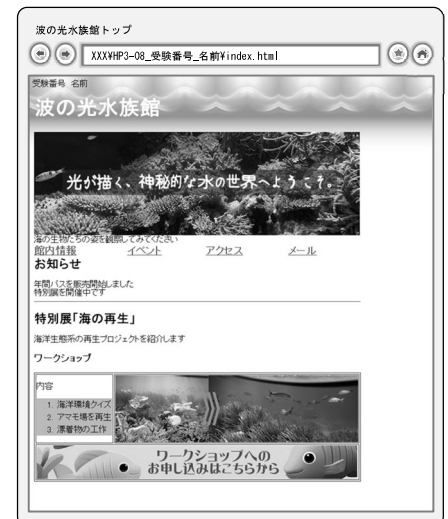 波の光水族館トップ
XXX¥HP3-08_受験番号_名前¥index.html
受験番号 名前
波の光水族館
光が描く、神秘的な水の世界へようこそ。
海の生物たちの姿を観察してみてください
館内情報 イベント アクセス メール
お知らせ
年間パスを販売開始しました
特別展を開催中です
特別展「海の再生」
海洋生態系の再生プロジェクトを紹介します
ワークショップ
内容
1. 海洋環境クイズ
2. アマモ場を再生
3. 漂着物の工作
ワークショップへの
お申し込みはこちらから